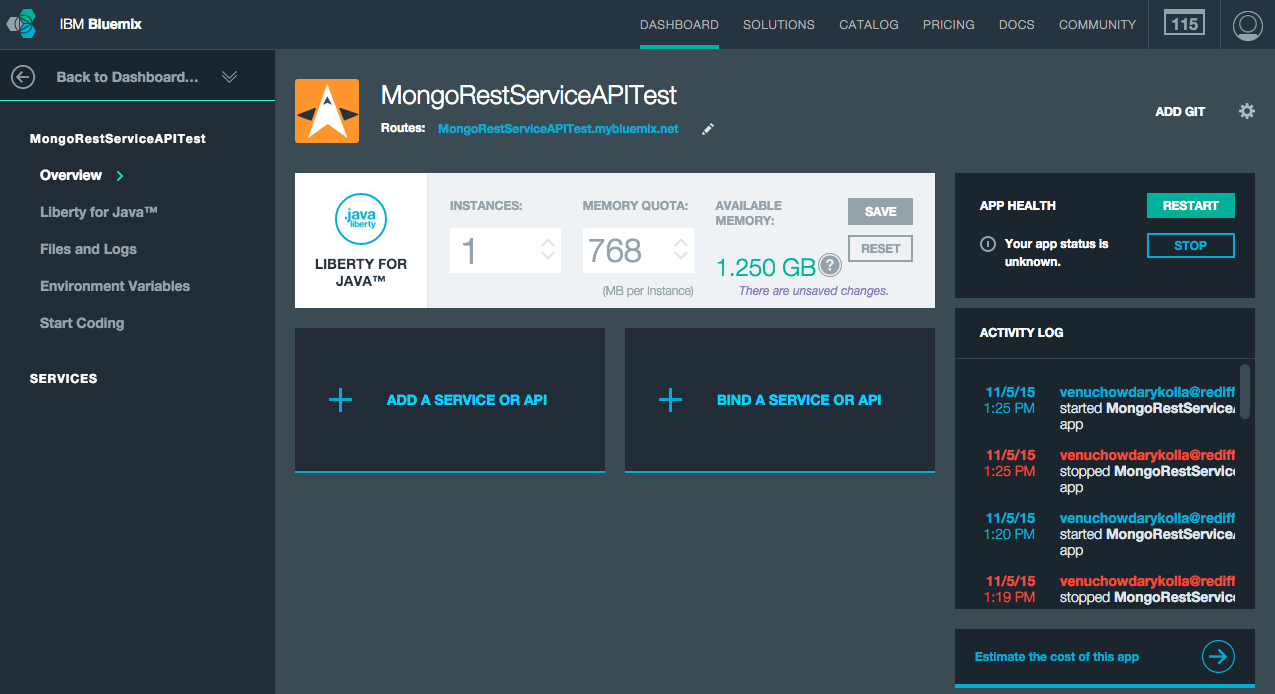 IBM Bluemix
DASHBOARD SOLUTIONS CATALOG PRICING DOCS COMMUNITY 115
Back to Dashboard...
MongoRestServiceAPITest
Overview
Liberty for Java™
Files and Logs
Environment Variables
Start Coding
SERVICES
MongoRestServiceAPITest
Routes: MongoRestServiceAPITest.mybluemix.net
ADD GIT
java
liberty
LIBERTY FOR
JAVA™
INSTANCES:
1
MEMORY QUOTA:
768
(MB per Instance)
AVAILABLE
MEMORY:
1.250 GB ?
There are unsaved changes.
SAVE
RESET
ADD A SERVICE OR API
BIND A SERVICE OR API
APP HEALTH
Your app status is
unknown.
RESTART
STOP
ACTIVITY LOG
11/5/15 venuchowdarykolla@rediff
1:25 PM started MongoRestService
app
11/5/15 venuchowdarykolla@rediff
1:25 PM stopped MongoRestService
app
11/5/15 venuchowdarykolla@rediff
1:20 PM started MongoRestService
app
11/5/15 venuchowdarykolla@rediff
1:19 PM stopped MongoRestService
Estimate the cost of this app